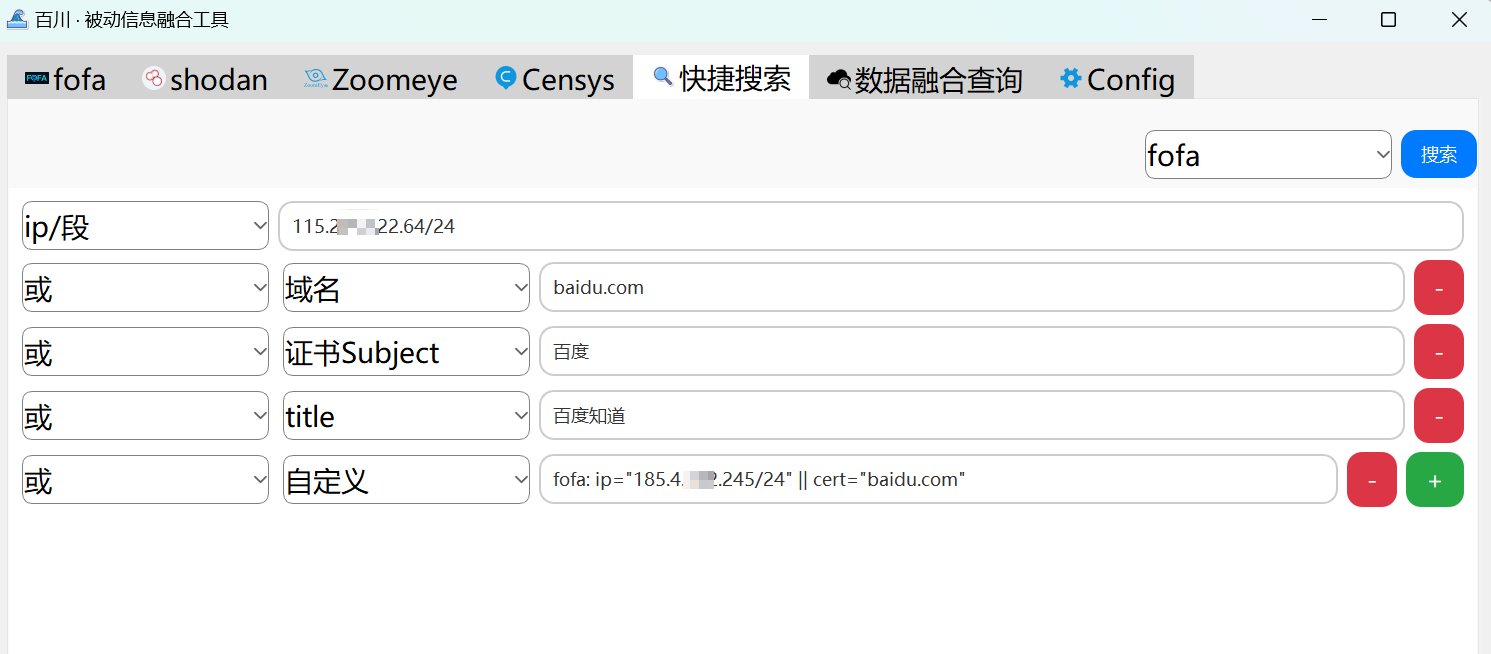 百川 · 被动信息融合工具
FOFA fofa shodan Zoomeye Censys 快捷搜索 数据融合查询 Config
fofa 搜索
ip/段 115.2 22.64/24
或 域名 baidu.com -
或 证书Subject 百度 -
或 title 百度知道 -
或 自定义 fofa: ip="185.4. .245/24" || cert="baidu.com" - +